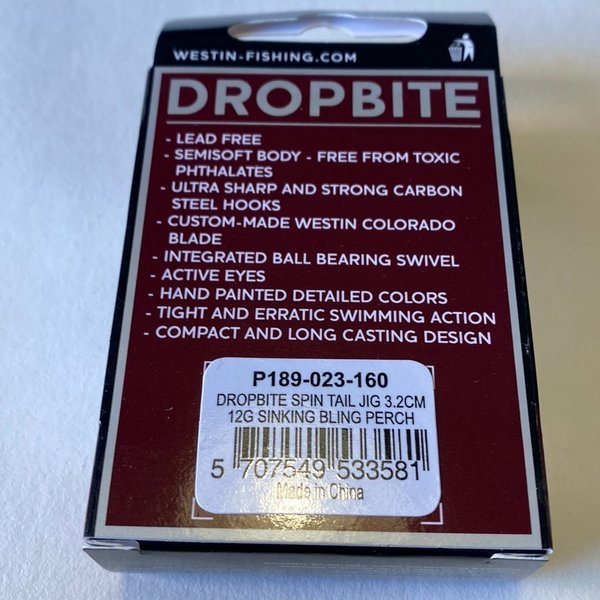 WESTIN-FISHING.COM
DROPBITE
- LEAD FREE
- SEMISOFT BODY - FREE FROM TOXIC
PHTHALATES
- ULTRA SHARP AND STRONG CARBON
STEEL HOOKS
- CUSTOM-MADE WESTIN COLORADO
BLADE
- INTEGRATED BALL BEARING SWIVEL
- ACTIVE EYES
- HAND PAINTED DETAILED COLORS
- TIGHT AND ERRATIC SWIMMING ACTION
- COMPACT AND LONG CASTING DESIGN
P189-023-160
DROPBITE SPIN TAIL JIG 3.2CM
12G SINKING BLING PERCH
5 707549 533581
Made in China